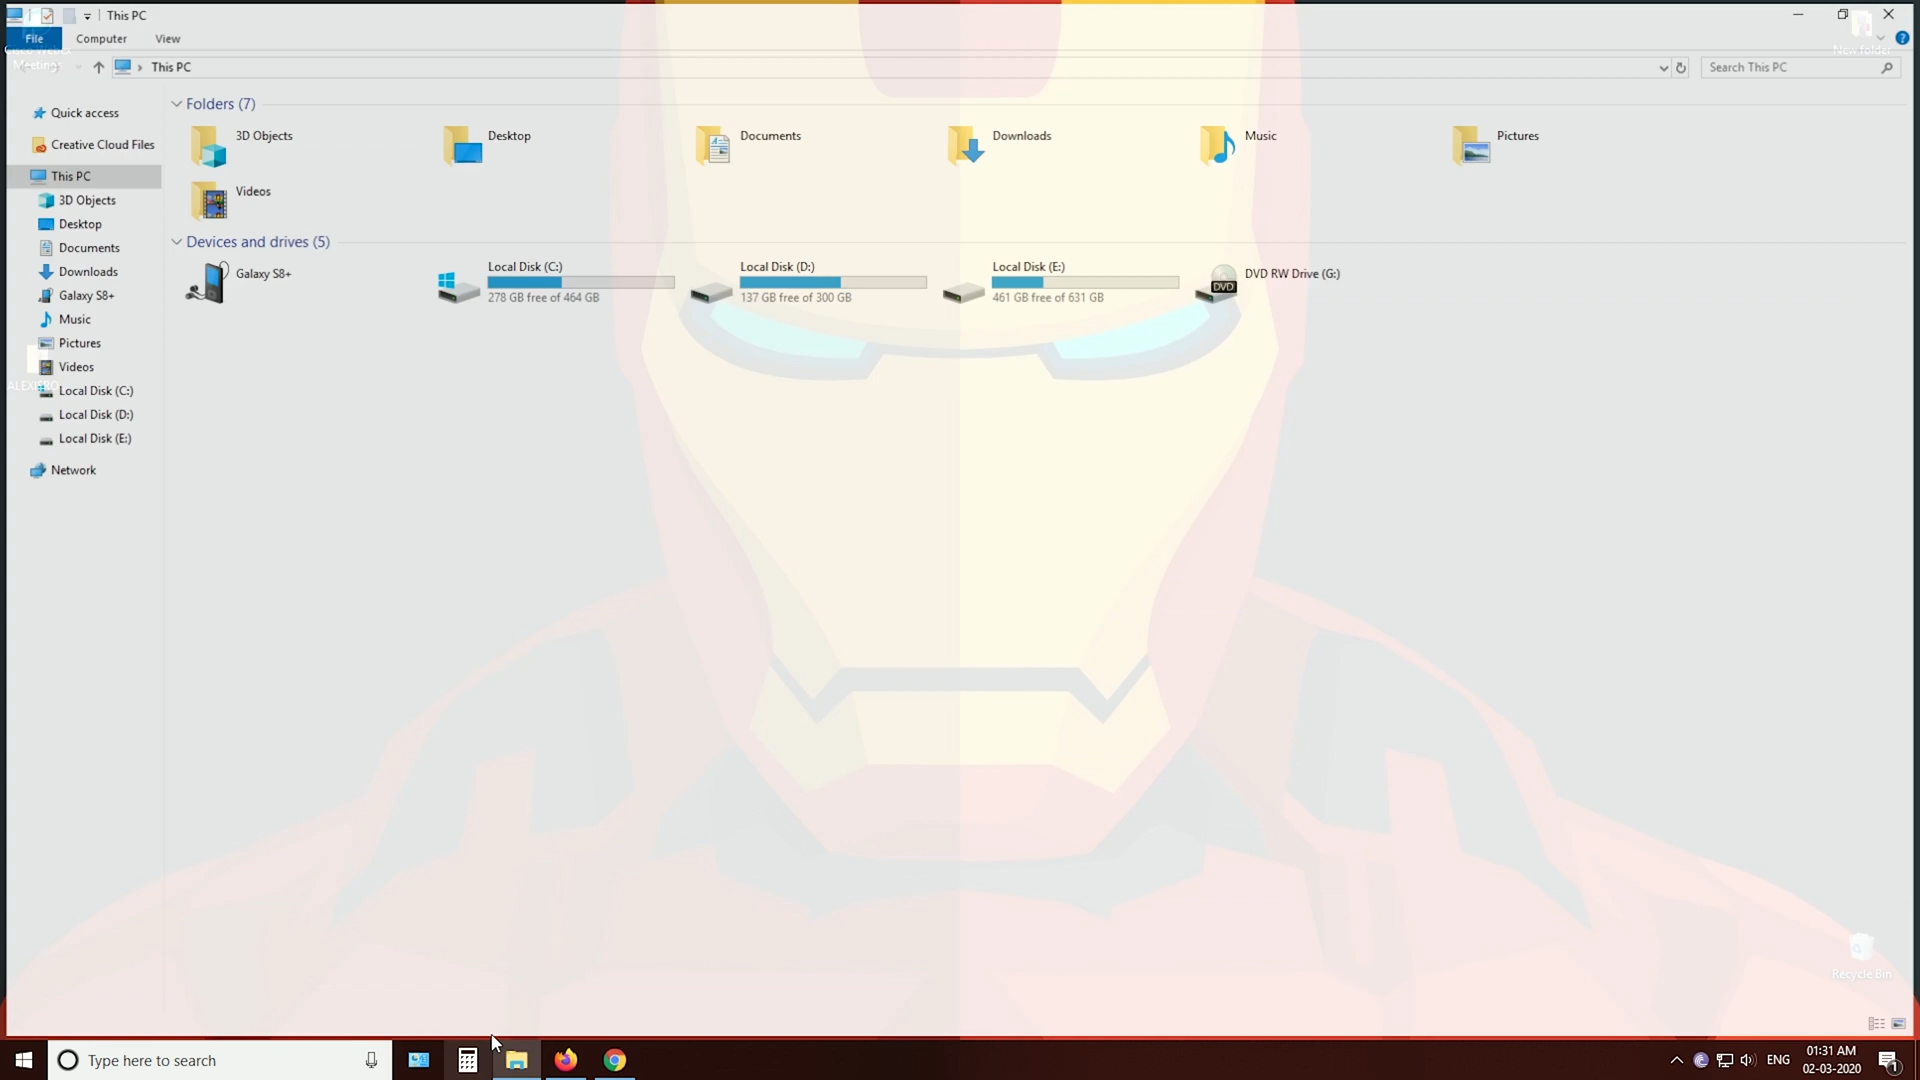 This PC
File
Computer
View
Meetings
New folder
This PC
Search This PC
Quick access
Creative Cloud Files
This PC
3D Objects
Desktop
Documents
Downloads
Galaxy S8+
Music
Pictures
Videos
Local Disk (C:)
Local Disk (D:)
Local Disk (E:)
Network
Folders (7)
3D Objects
Desktop
Documents
Downloads
Music
Pictures
Videos
Devices and drives (5)
Galaxy S8+
Local Disk (C:)
278 GB free of 464 GB
Local Disk (D:)
137 GB free of 300 GB
Local Disk (E:)
461 GB free of 631 GB
DVD RW Drive (G:)
DVD
Recycle Bin
Type here to search
ENG
01:31 AM
02-03-2020
1